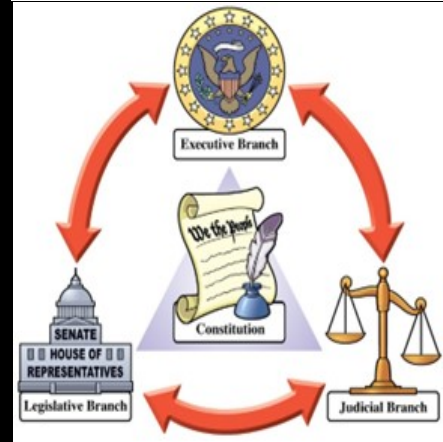 Executive Branch
We the People
Constitution
SENATE
HOUSE OF
REPRESENTATIVES
Legislative Branch
Judicial Branch